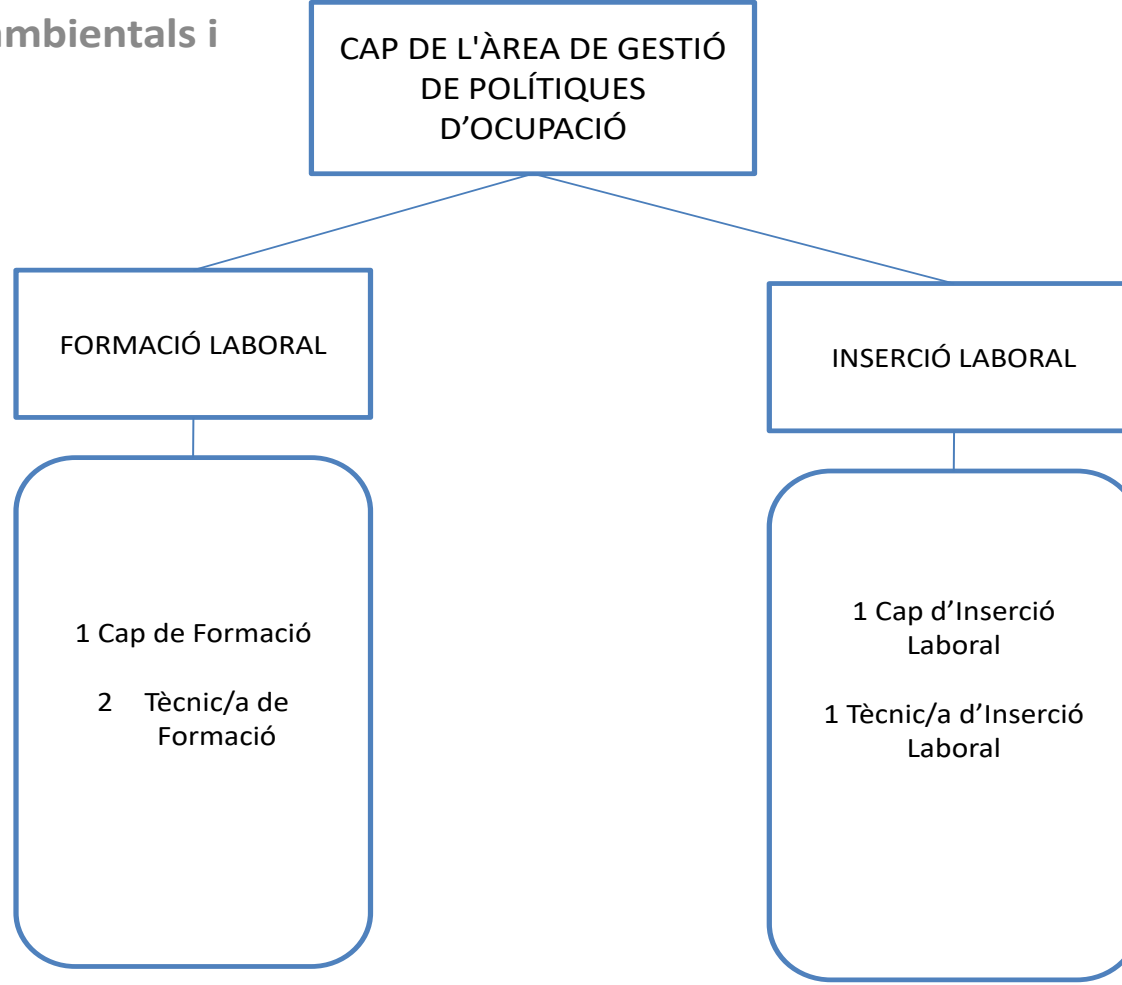 ambientals i
CAP DE L'ÀREA DE GESTIÓ
DE POLÍTIQUES
D’OCUPACIÓ
FORMACIÓ LABORAL
INSERCIÓ LABORAL
1 Cap de Formació
2 Tècnic/a de
Formació
1 Cap d’Inserció
Laboral
1 Tècnic/a d’Inserció
Laboral